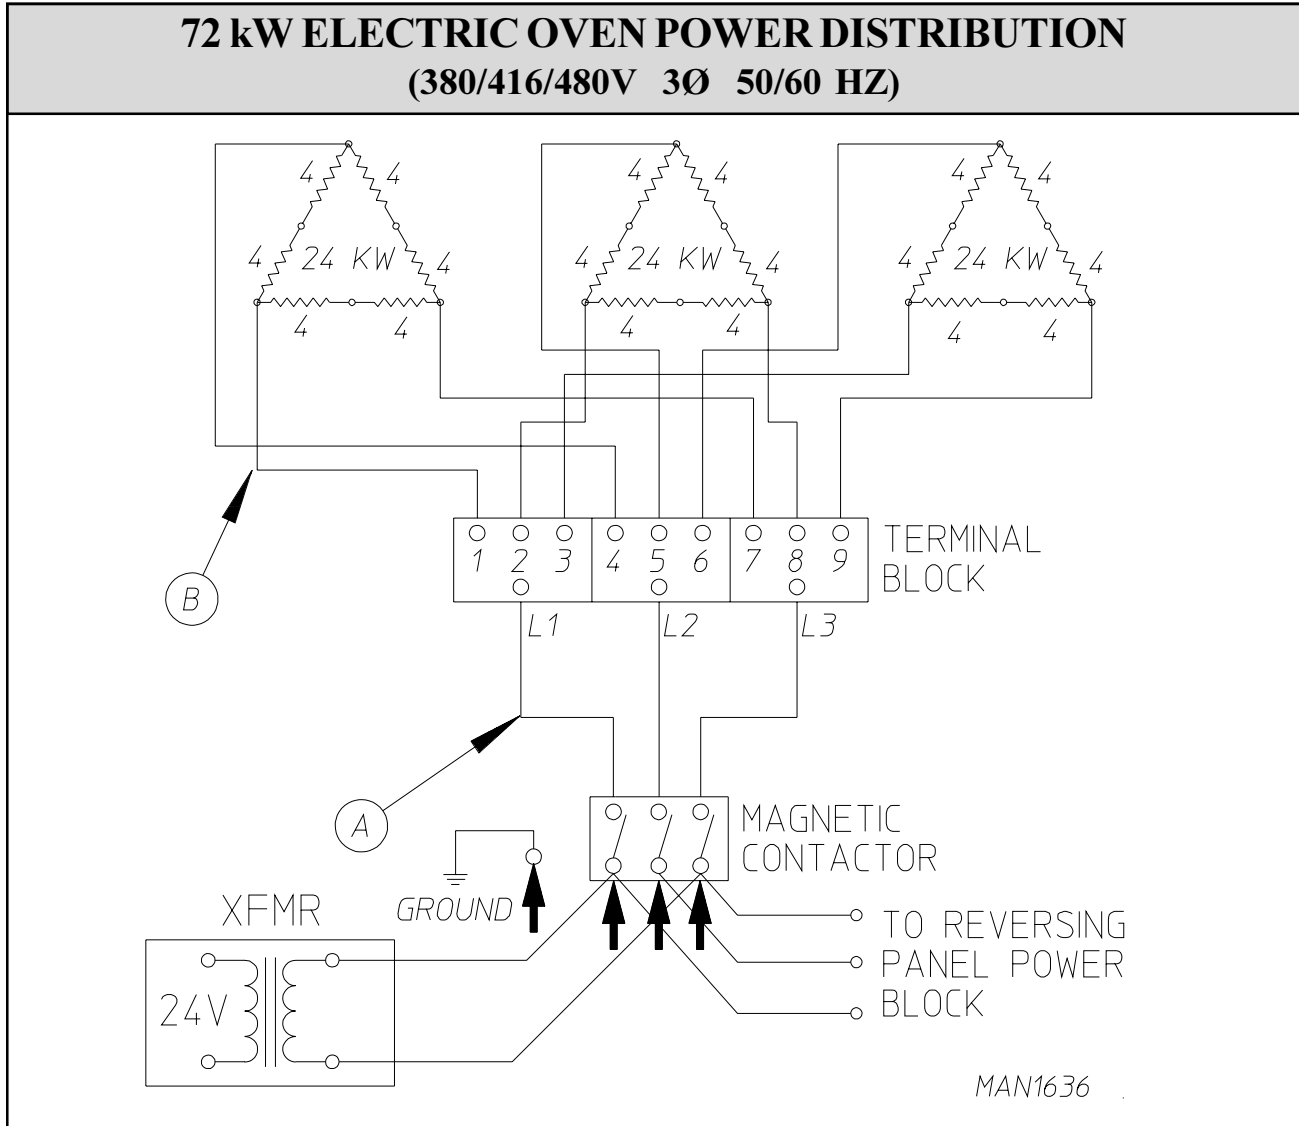 72 kW ELECTRIC OVEN POWER DISTRIBUTION
(380/416/480V 3Ø 50/60 HZ)
4 4 4 4 4 4
4 24 KW 4 4 24 KW 4 4 24 KW 4
4 4 4 4 4 4
1 2 3 4 5 6 7 8 9
TERMINAL
BLOCK
B
L1 L2 L3
A
MAGNETIC
CONTACTOR
GROUND
XFMR
24V
TO REVERSING
PANEL POWER
BLOCK
MAN1636